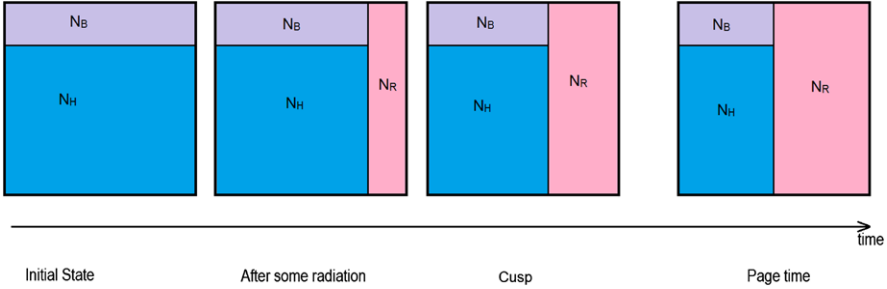 NB
NH
NB
NH
NR
NB
NH
NR
NB
NH
NR
time
Initial State
After some radiation
Cusp
Page time